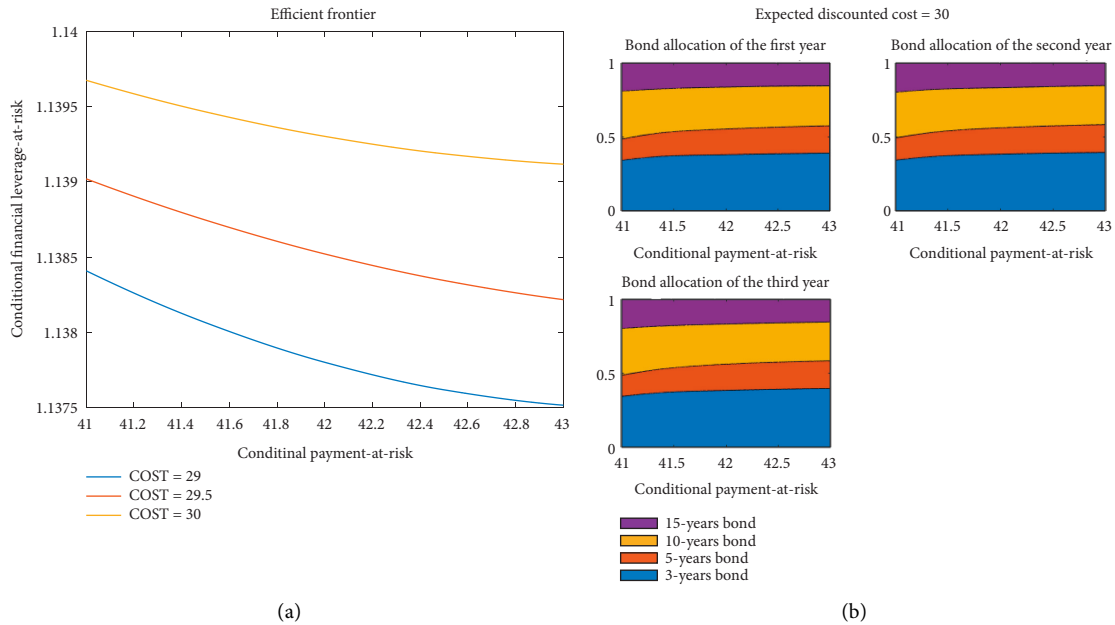 Efficient frontier
1.14
1.1395
1.139
1.1385
1.138
1.1375
Conditional financial leverage-at-risk
41 41.2 41.4 41.6 41.8 42 42.2 42.4 42.6 42.8 43
Conditinal payment-at-risk
COST = 29
COST = 29.5
COST = 30
(a)
Expected discounted cost = 30
Bond allocation of the first year
1
0.5
0
41 41.5 42 42.5 43
Conditional payment-at-risk
Bond allocation of the second year
1
0.5
0
41 41.5 42 42.5 43
Conditional payment-at-risk
Bond allocation of the third year
1
0.5
0
41 41.5 42 42.5 43
Conditional payment-at-risk
15-years bond
10-years bond
5-years bond
3-years bond
(b)